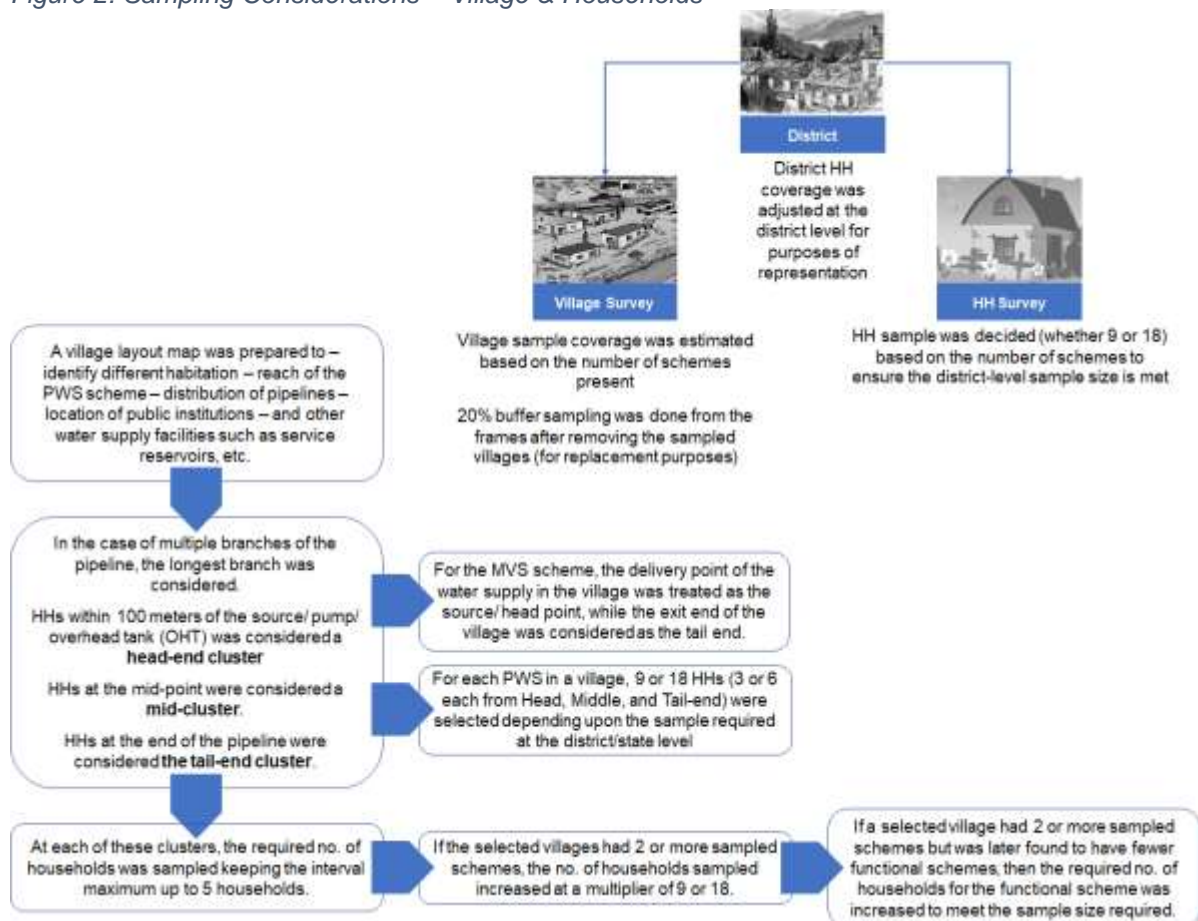 Figure 2: Sampling Considerations – Village & Households
District
District HH
coverage was
adjusted at the
district level for
purposes of
representation
Village Survey
Village sample coverage was estimated
based on the number of schemes
present
20% buffer sampling was done from the
frames after removing the sampled
villages (for replacement purposes)
HH Survey
HH sample was decided (whether 9 or 18)
based on the number of schemes to
ensure the district-level sample size is met
A village layout map was prepared to –
identify different habitation – reach of the
PWS scheme – distribution of pipelines –
location of public institutions – and other
water supply facilities such as service
reservoirs, etc.
In the case of multiple branches of the
pipeline, the longest branch was
considered.
HHs within 100 meters of the source/ pump/
overhead tank (OHT) was considered a
head-end cluster
HHs at the mid-point were considered a
mid-cluster.
HHs at the end of the pipeline were
considered the tail-end cluster.
For the MVS scheme, the delivery point of the
water supply in the village was treated as the
source/ head point, while the exit end of the
village was considered as the tail end.
For each PWS in a village, 9 or 18 HHs (3 or 6
each from Head, Middle, and Tail-end) were
selected depending upon the sample required
at the district/state level
At each of these clusters, the required no. of
households was sampled keeping the interval
maximum up to 5 households.
If the selected villages had 2 or more sampled
schemes, the no. of households sampled
increased at a multiplier of 9 or 18.
If a selected village had 2 or more sampled
schemes but was later found to have fewer
functional schemes, then the required no. of
households for the functional scheme was
increased to meet the sample size required.